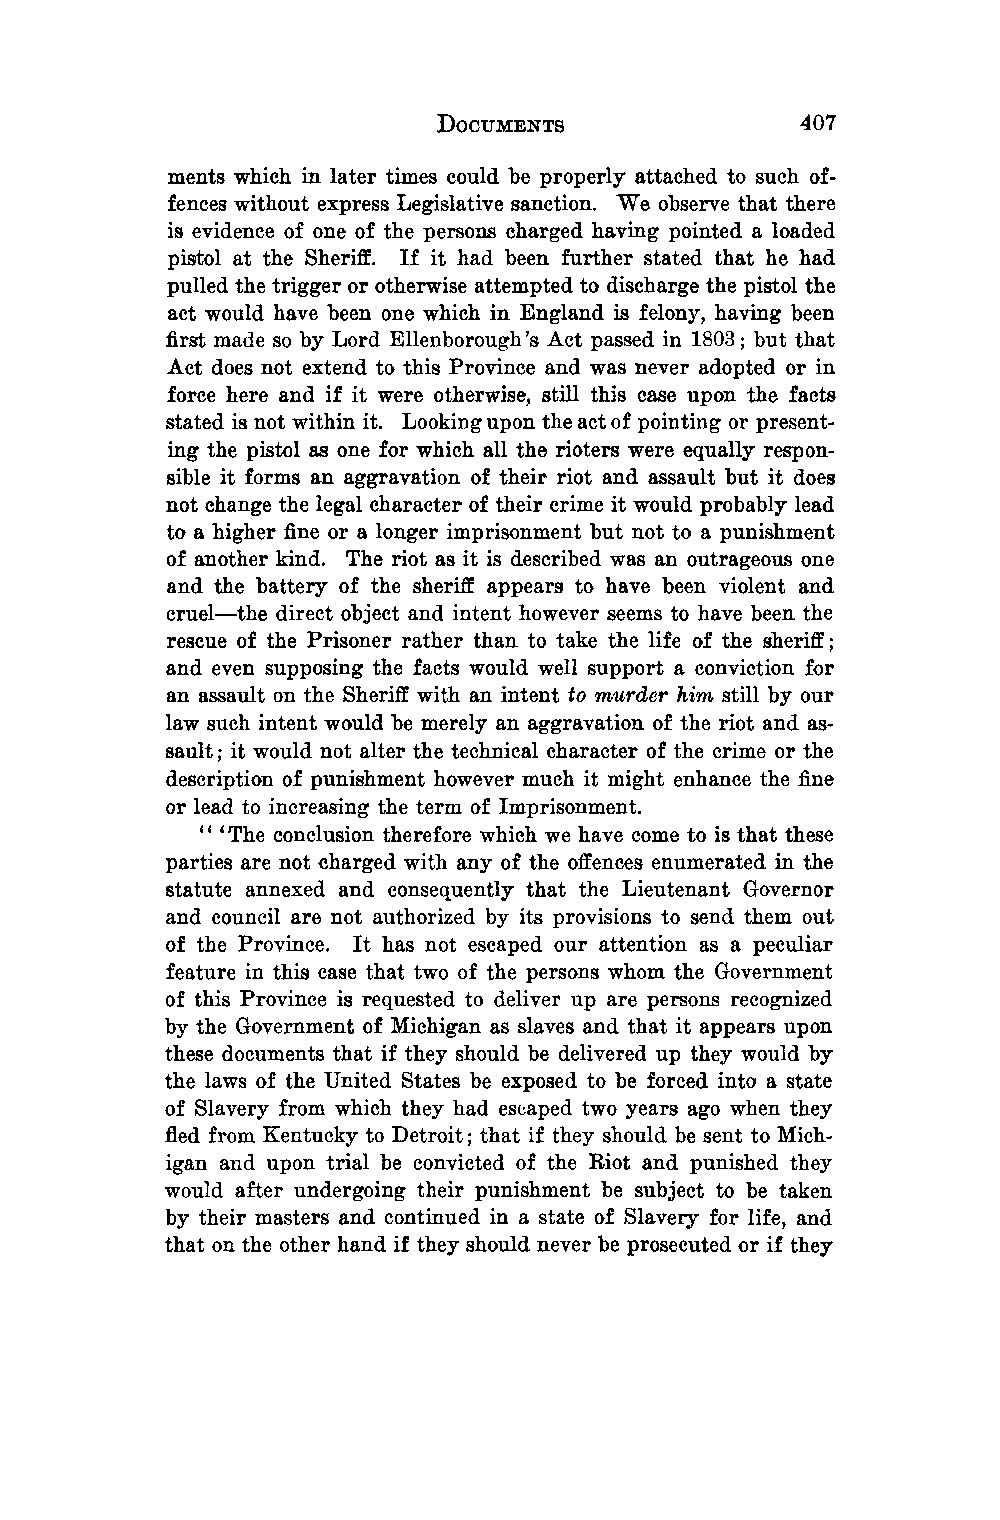 DOCUMENTS 407
ments which in later times could be properly attached to such of-
fences without express Legislative sanction. We observe that there
is evidence of one of the persons charged having pointed a loaded
pistol at the Sheriff. If it had been further stated that he had
pulled the trigger or otherwise attempted to discharge the pistol the
act would have been one which in England is felony, having been
first made so by Lord Ellenborough's Act passed in 1803; but that
Act does not extend to this Province and was never adopted or in
force here and if it were otherwise, still this case upon the facts
stated is not within it. Looking upon the act of pointing or present-
ing the pistol as one for which all the rioters were equally respon-
sible it forms an aggravation of their riot and assault but it does
not change the legal character of their crime it would probably lead
to a higher fine or a longer imprisonment but not to a punishment
of another kind. The riot as it is described was an outrageous one
and the battery of the sheriff appears to have been violent and
cruel—the direct object and intent however seems to have been the
rescue of the Prisoner rather than to take the life of the sheriff;
and even supposing the facts would well support a conviction for
an assault on the Sheriff with an intent to murder him still by our
law such intent would be merely an aggravation of the riot and as-
sault; it would not alter the technical character of the crime or the
description of punishment however much it might enhance the fine
or lead to increasing the term of Imprisonment.
"'The conclusion therefore which we have come to is that these
parties are not charged with any of the offences enumerated in the
statute annexed and consequently that the Lieutenant Governor
and council are not authorized by its provisions to send them out
of the Province. It has not escaped our attention as a peculiar
feature in this case that two of the persons whom the Government
of this Province is requested to deliver up are persons recognized
by the Government of Michigan as slaves and that it appears upon
these documents that if they should be delivered up they would by
the laws of the United States be exposed to be forced into a state
of Slavery from which they had escaped two years ago when they
fled from Kentucky to Detroit; that if they should be sent to Mich-
igan and upon trial be convicted of the Riot and punished they
would after undergoing their punishment be subject to be taken
by their masters and continued in a state of Slavery for life, and
that on the other hand if they should never be prosecuted or if they